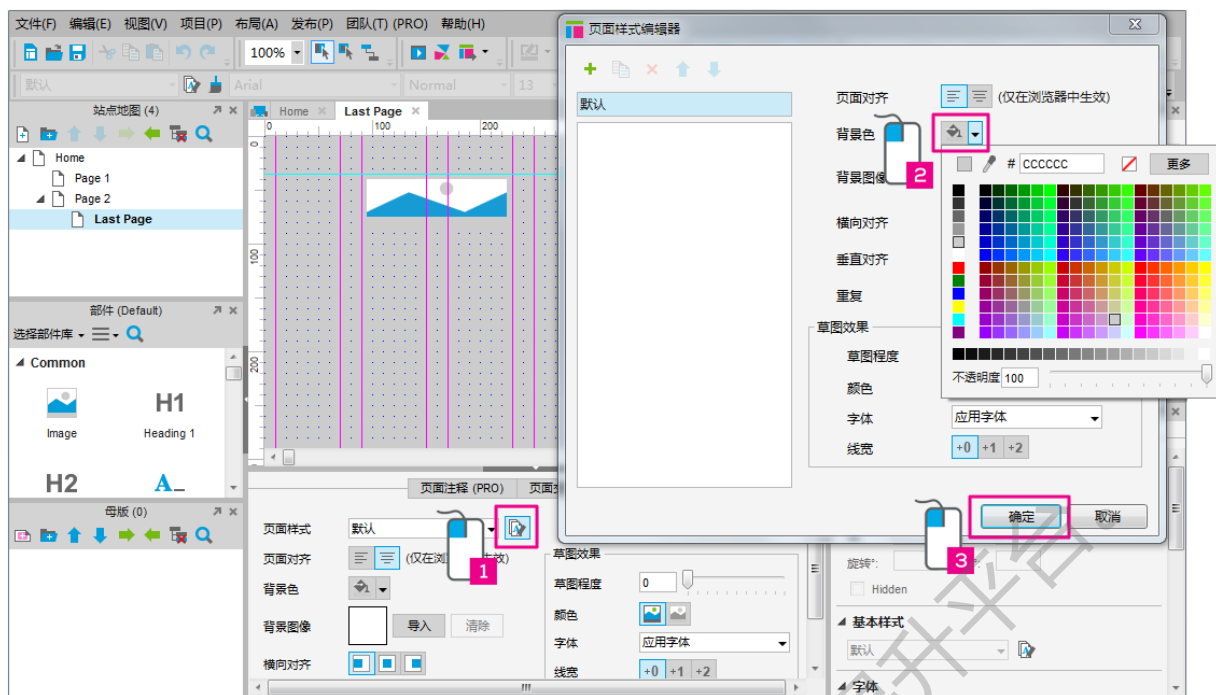 文件(F) 编辑(E) 视图(V) 项目(P) 布局(A) 发布(P) 团队(T) (PRO) 帮助(H)
100%
默认 Arial Normal 13
站点地图 (4)
Home
Page 1
Page 2
Last Page
部件 (Default)
选择部件库
Common
Image
H1
Heading 1
H2
A_
母版 (0)
Home Last Page
0 100 200
0
100
200
页面注释 (PRO)
页面样式 默认
1
页面对齐
背景色
背景图像 导入 清除
横向对齐
草图效果
草图程度 0
颜色
字体 应用字体
线宽 +0 +1 +2
页面样式编辑器
默认
页面对齐 (仅在浏览器中生效)
背景色
2
背景图像
横向对齐
垂直对齐
重复
# CCCCCC 更多
不透明度 100
草图效果
草图程度
颜色
字体 应用字体
线宽 +0 +1 +2
确定 取消
3
旋转°:
Hidden
基本样式
默认
字体
升平台